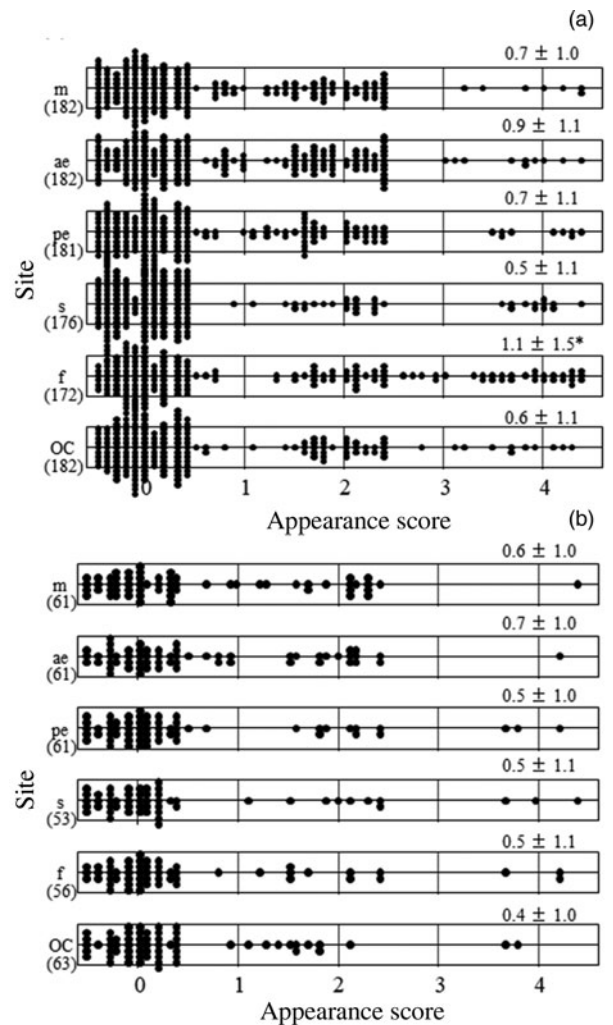 (a)
0.7 ± 1.0
m
(182)
0.9 ± 1.1
ae
(182)
0.7 ± 1.1
pe
(181)
0.5 ± 1.1
s
(176)
1.1 ± 1.5*
f
(172)
0.6 ± 1.1
OC
(182)
Site
0 1 2 3 4
Appearance score
(b)
0.6 ± 1.0
m
(61)
0.7 ± 1.0
ae
(61)
0.5 ± 1.0
pe
(61)
0.5 ± 1.1
s
(53)
0.5 ± 1.1
f
(56)
0.4 ± 1.0
OC
(63)
Site
0 1 2 3 4
Appearance score